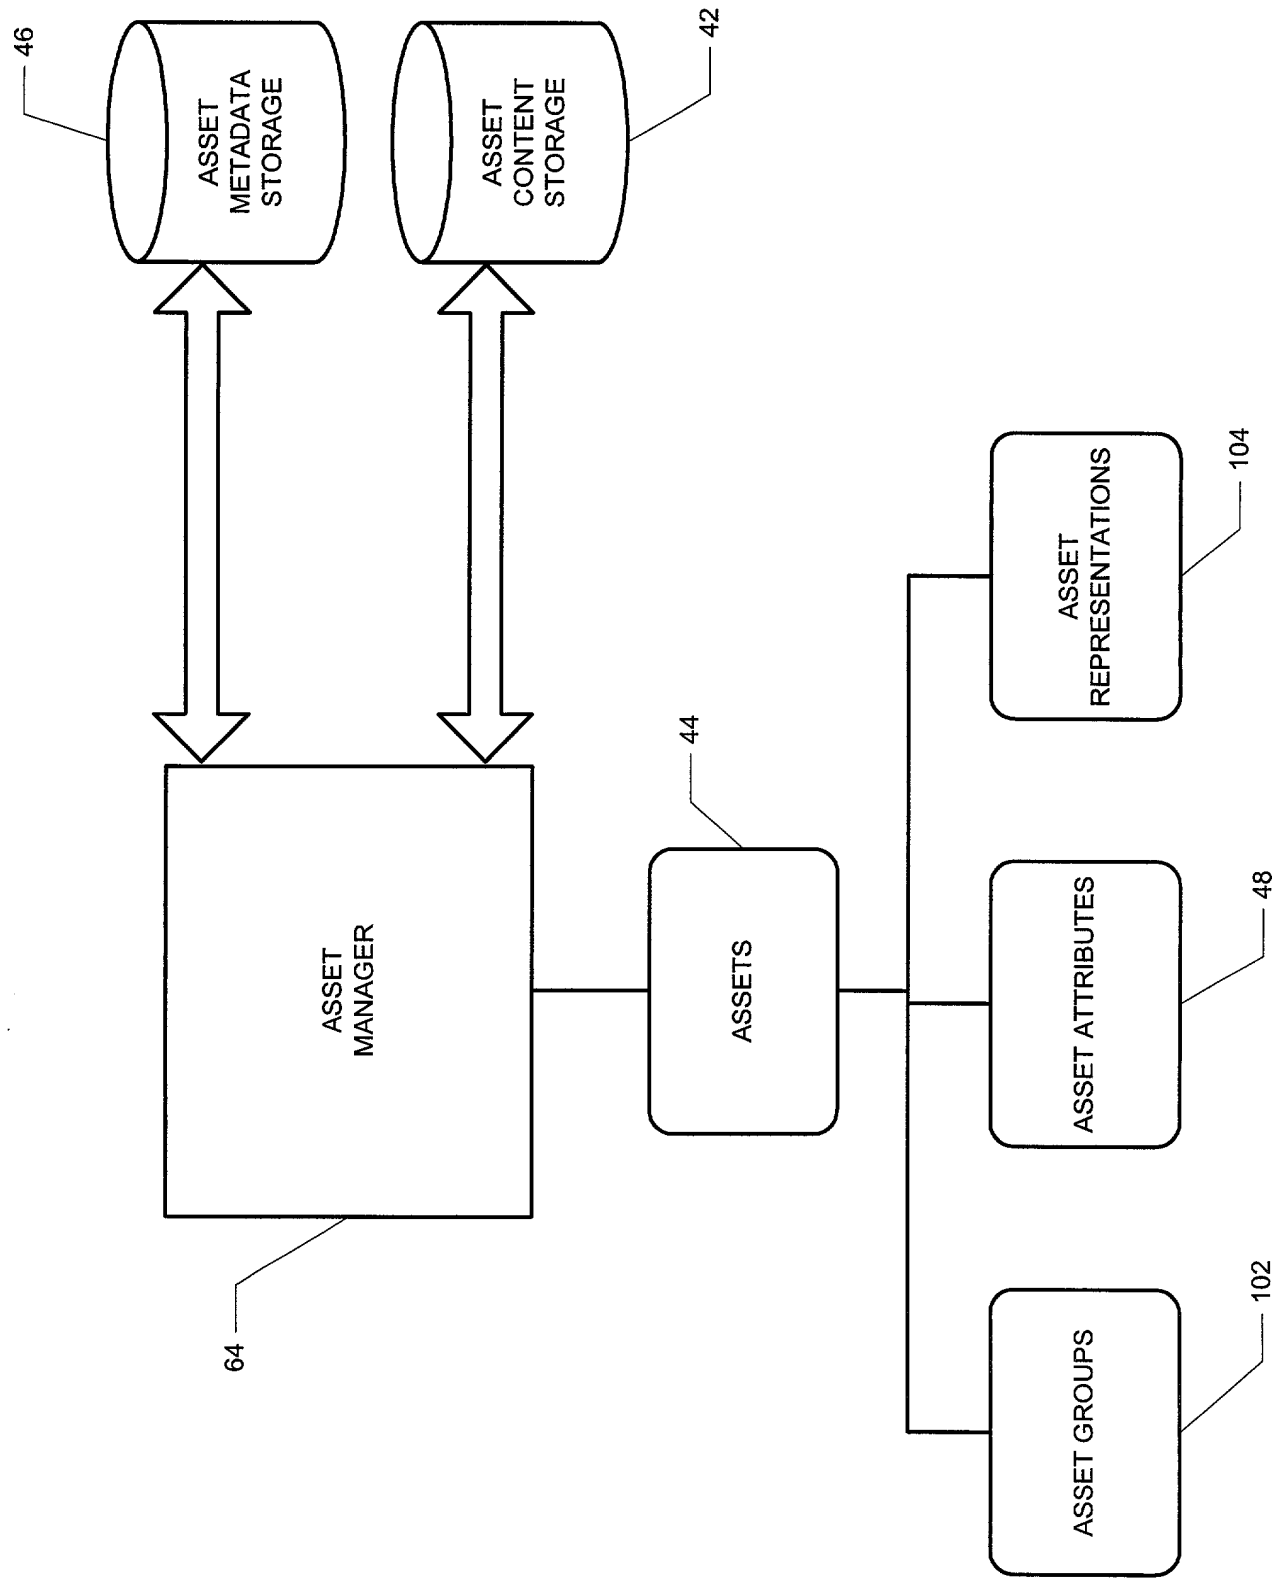 46
ASSET
METADATA
STORAGE
42
ASSET
CONTENT
STORAGE
64
ASSET
MANAGER
44
ASSETS
102
ASSET GROUPS
48
ASSET ATTRIBUTES
104
ASSET
REPRESENTATIONS